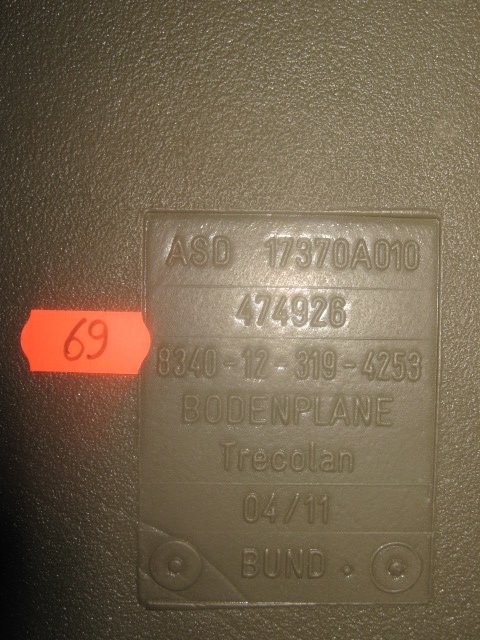 ASD 17370A010
474926
69
8340-12-319-4253
BODENPLANE
Trecolan
04/11
BUND